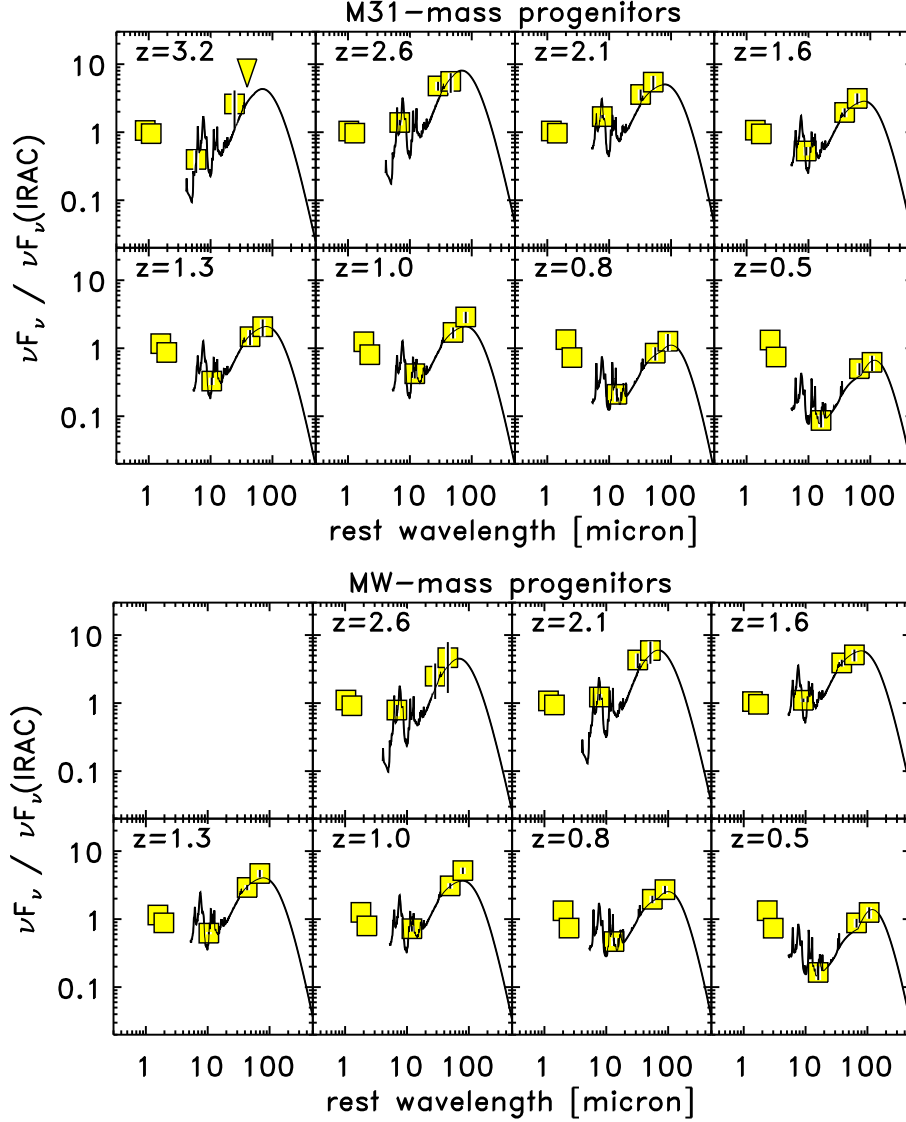 M31-mass progenitors
z=3.2 z=2.6 z=2.1 z=1.6
10
1
0.1
z=1.3 z=1.0 z=0.8 z=0.5
10
1
0.1
νFν / νFν(IRAC)
1 10 100 1 10 100 1 10 100 1 10 100
rest wavelength [micron]
MW-mass progenitors
z=2.6 z=2.1 z=1.6
10
1
0.1
z=1.3 z=1.0 z=0.8 z=0.5
10
1
0.1
νFν / νFν(IRAC)
1 10 100 1 10 100 1 10 100 1 10 100
rest wavelength [micron]